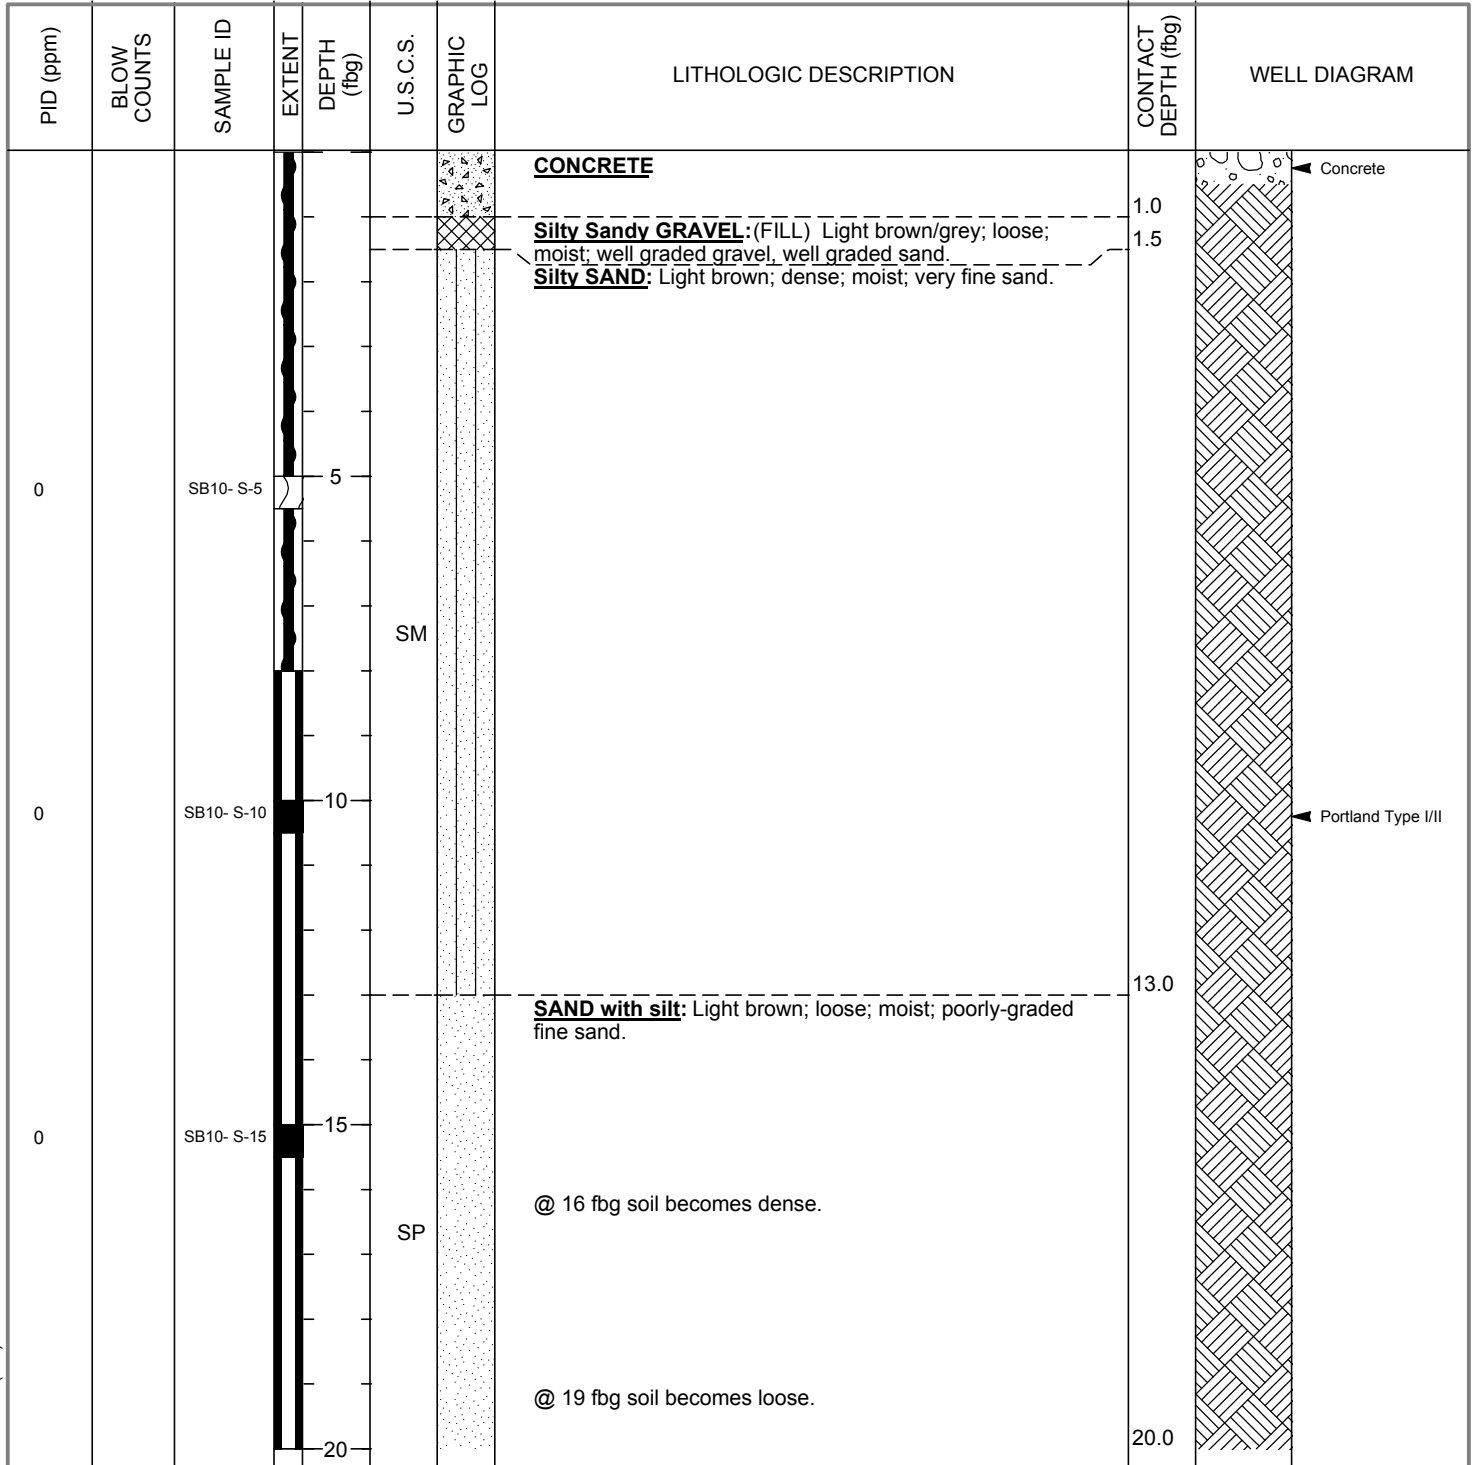 PID (ppm)
BLOW
COUNTS
SAMPLE ID
EXTENT
DEPTH
(fbg)
U.S.C.S.
GRAPHIC
LOG
LITHOLOGIC DESCRIPTION
CONTACT
DEPTH (fbg)
WELL DIAGRAM
CONCRETE
Concrete
1.0
Silty Sandy GRAVEL:(FILL) Light brown/grey; loose;
moist; well graded gravel, well graded sand.
1.5
Silty SAND: Light brown; dense; moist; very fine sand.
0
SB10- S-5
5
SM
0
SB10- S-10
10
Portland Type I/II
13.0
SAND with silt: Light brown; loose; moist; poorly-graded
fine sand.
0
SB10- S-15
15
@ 16 fbg soil becomes dense.
SP
@ 19 fbg soil becomes loose.
20
20.0